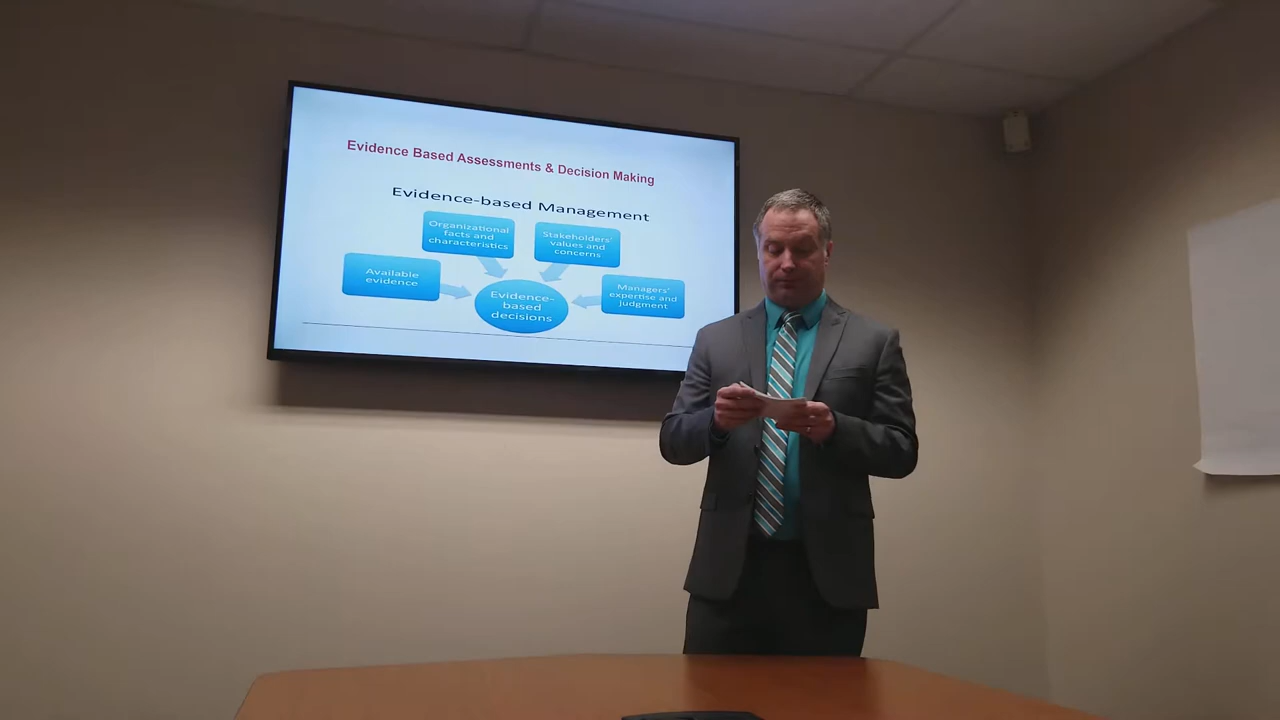 Evidence Based Assessments & Decision Making
Evidence-based Management
Organizational
facts and
characteristics
Stakeholders'
values and
concerns
Available
evidence
Managers'
expertise and
judgment
Evidence-
based
decisions